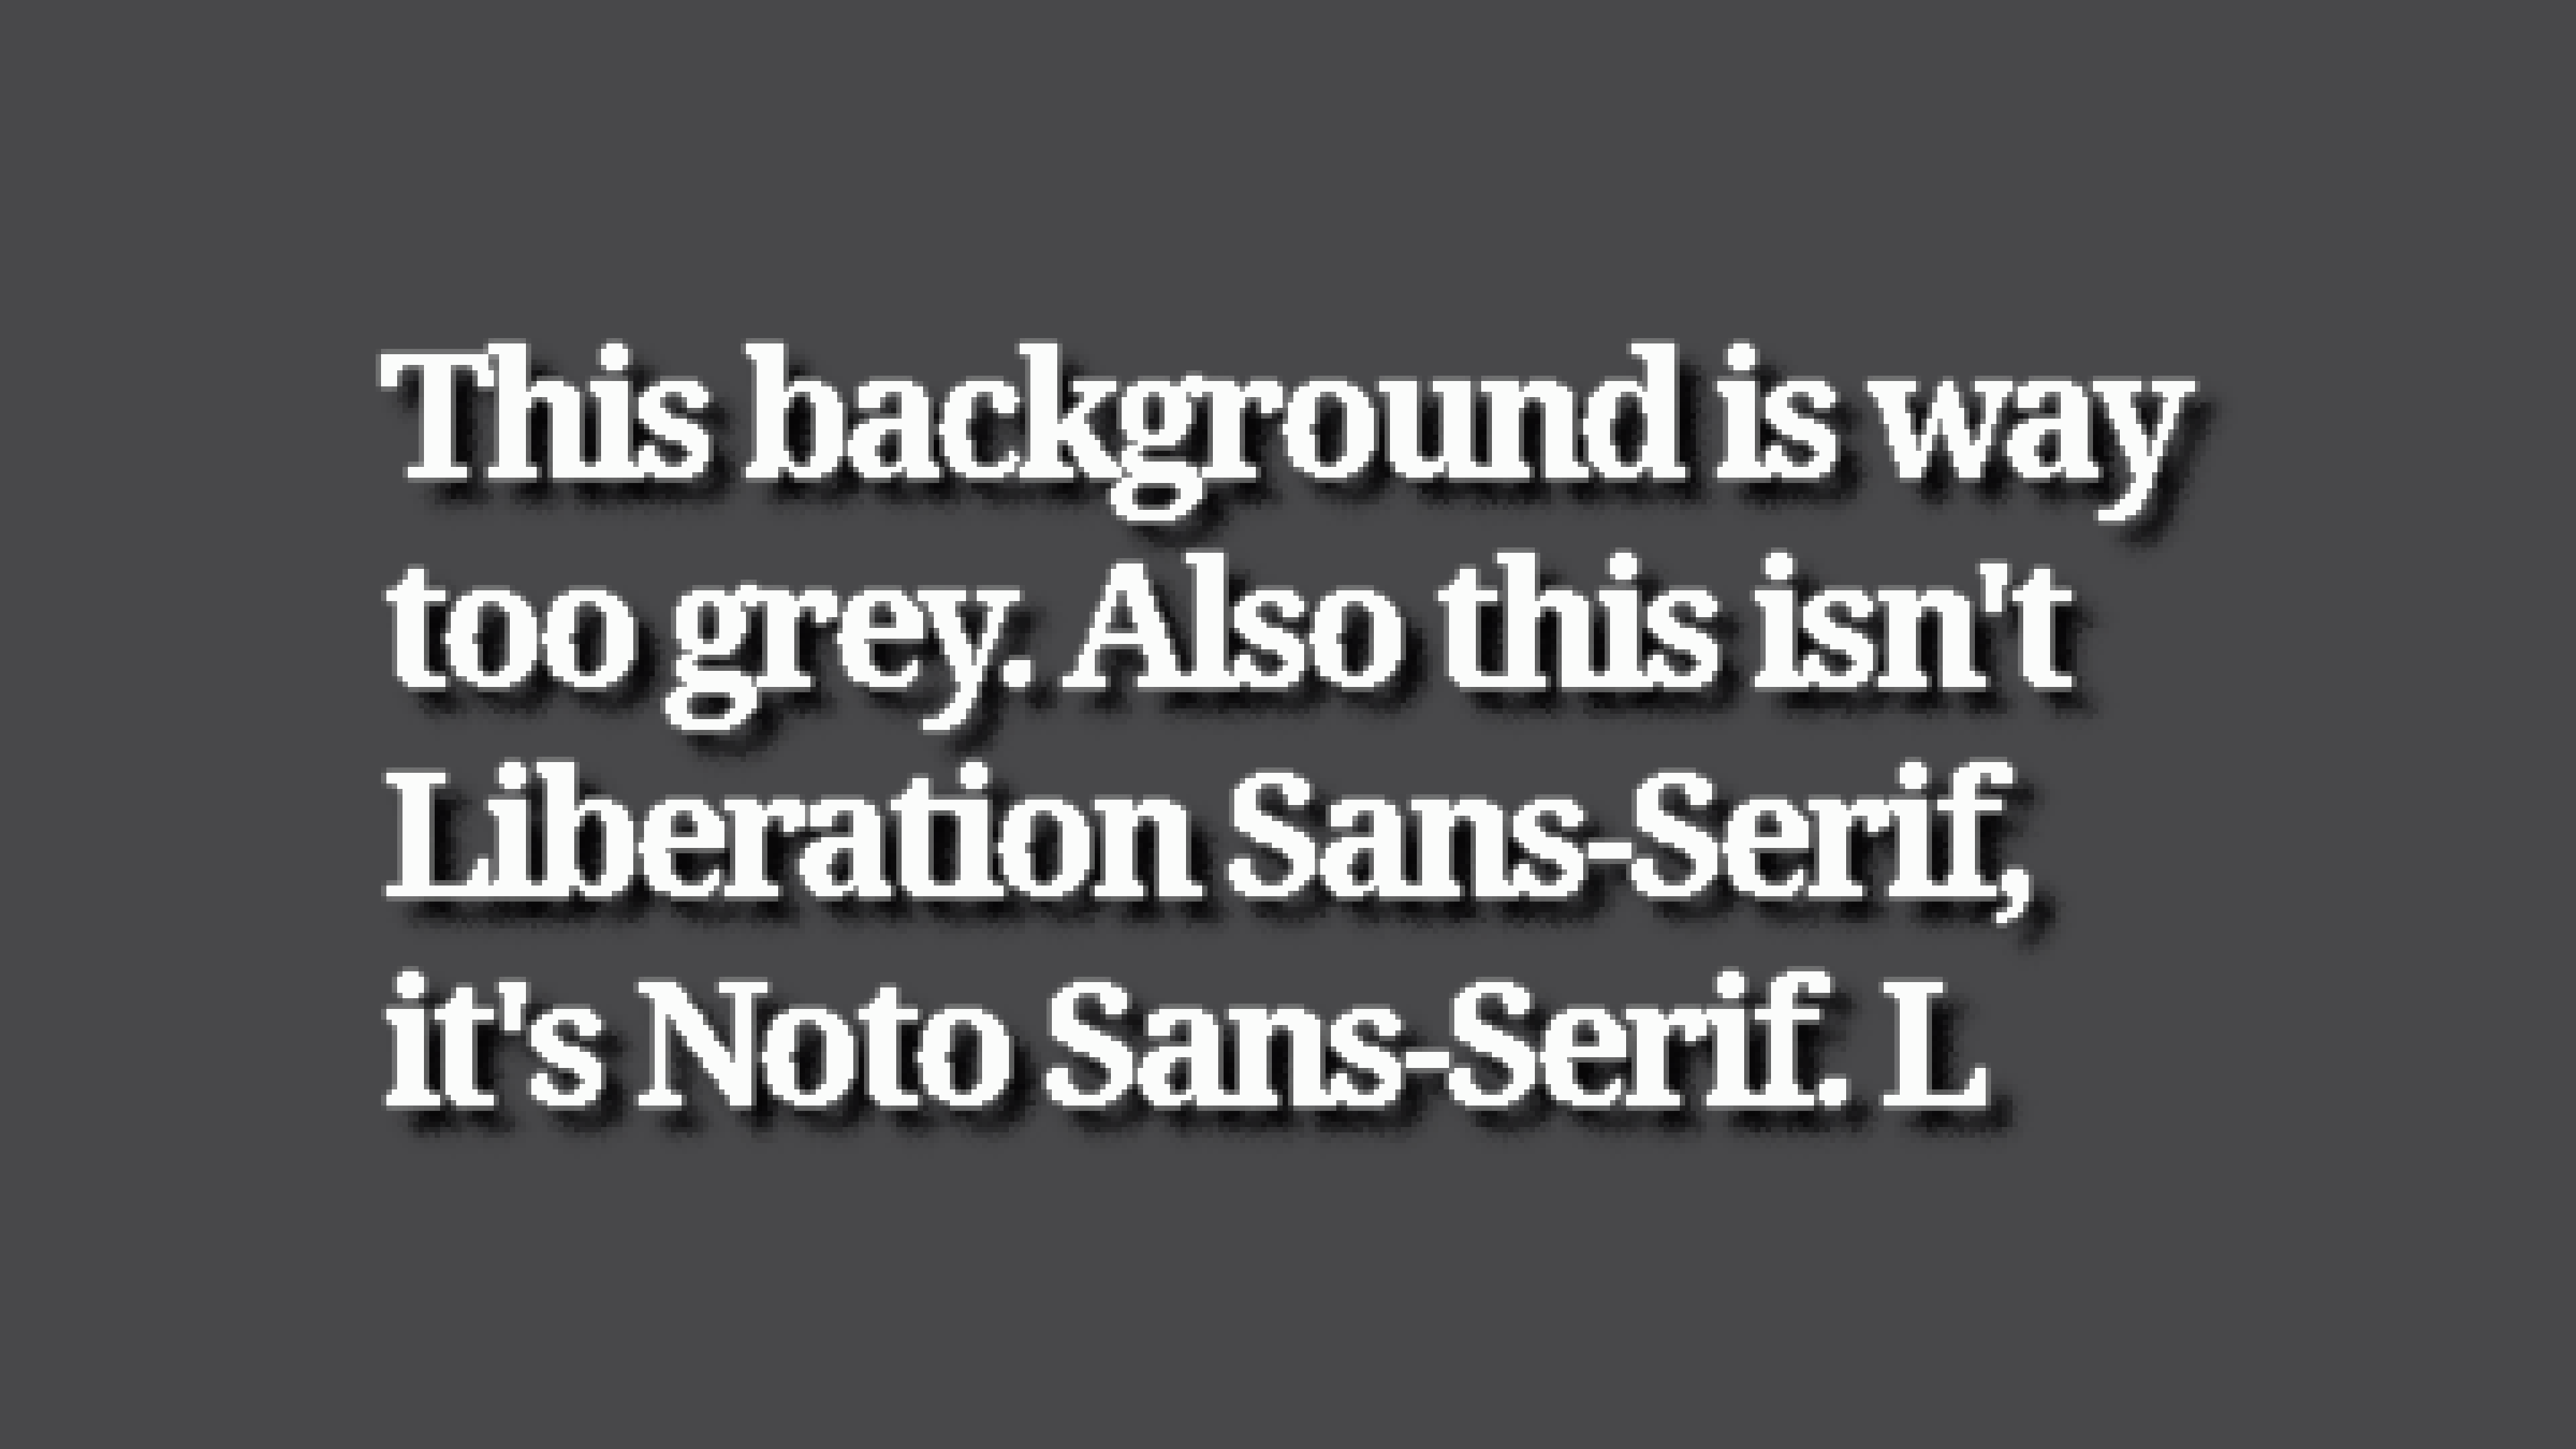 This background is way
too grey. Also this isn't
Liberation Sans-Serif,
it's Noto Sans-Serif. L